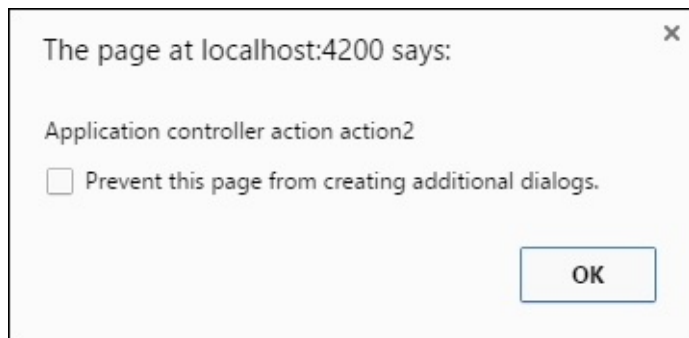 The page at localhost:4200 says:
Application controller action action2
Prevent this page from creating additional dialogs.
OK